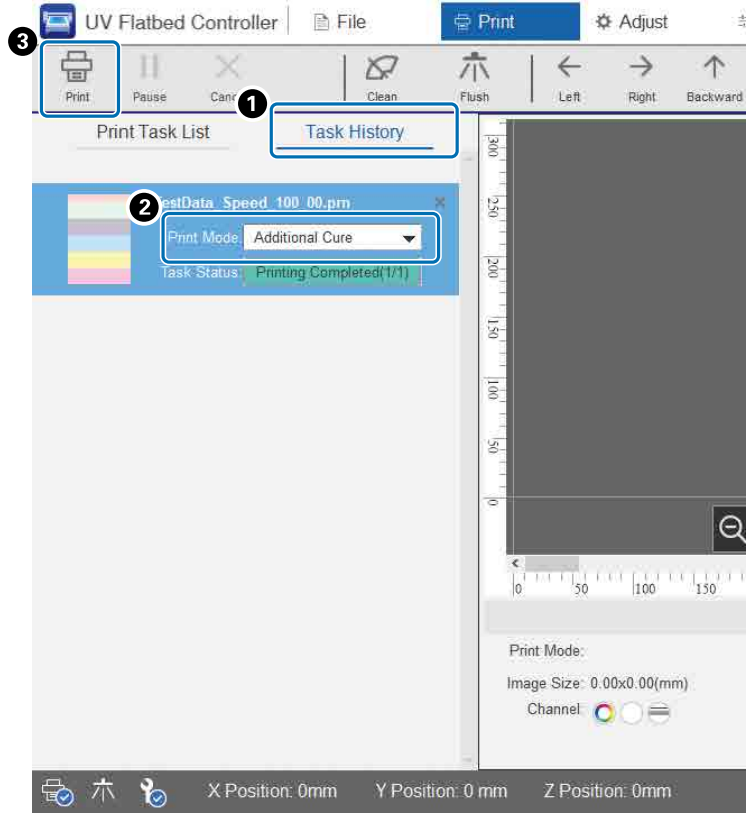 UV Flatbed Controller File Print Adjust
3
Print Pause Clean Flush Left Right Backward
1
Print Task List Task History
2
estData_Speed_100_00.prn
Print Mode: Additional Cure
Task Status: Printing Completed(1/1)
300
250
200
150
100
50
0
0 50 100 150
Print Mode:
Image Size: 0.00x0.00(mm)
Channel:
X Position: 0mm Y Position: 0 mm Z Position: 0mm